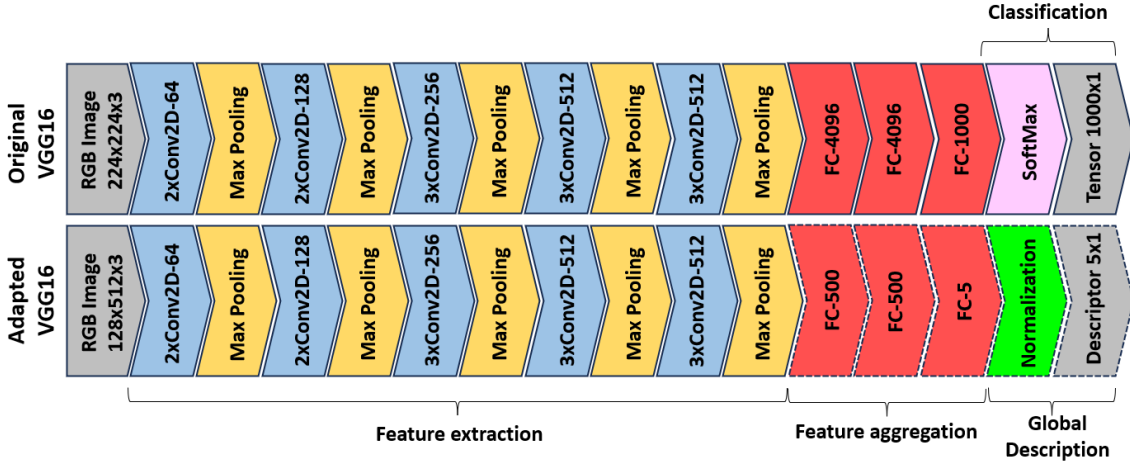 Classification
Original
VGG16
RGB Image
224x224x3
2xConv2D-64
Max Pooling
2xConv2D-128
Max Pooling
3xConv2D-256
Max Pooling
3xConv2D-512
Max Pooling
3xConv2D-512
Max Pooling
FC-4096
FC-4096
FC-1000
SoftMax
Tensor 1000x1
Adapted
VGG16
RGB Image
128x512x3
2xConv2D-64
Max Pooling
2xConv2D-128
Max Pooling
3xConv2D-256
Max Pooling
3xConv2D-512
Max Pooling
3xConv2D-512
Max Pooling
FC-500
FC-500
FC-5
Normalization
Descriptor 5x1
Feature extraction
Feature aggregation
Global
Description